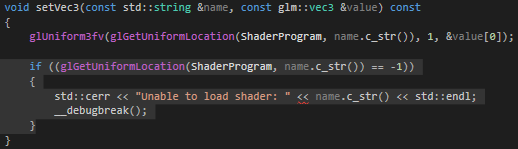 void setVec3(const std::string &name, const glm::vec3 &value) const
{
glUniform3fv(glGetUniformLocation(ShaderProgram, name.c_str()), 1, &value[0]);
if ((glGetUniformLocation(ShaderProgram, name.c_str()) == -1))
{
std::cerr << "Unable to load shader: " << name.c_str() << std::endl;
__debugbreak();
}
}